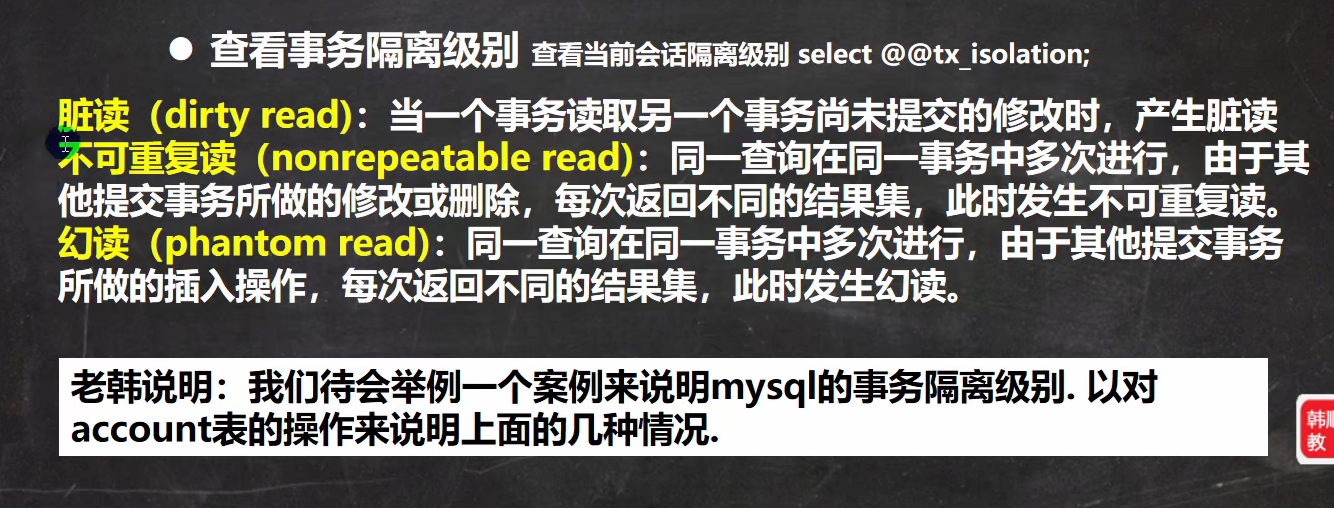 ● 查看事务隔离级别 查看当前会话隔离级别 select @@tx_isolation;
脏读（dirty read)：当一个事务读取另一个事务尚未提交的修改时，产生脏读
不可重复读（nonrepeatable read)：同一查询在同一事务中多次进行，由于其
他提交事务所做的修改或删除，每次返回不同的结果集，此时发生不可重复读。
幻读（phantom read)：同一查询在同一事务中多次进行，由于其他提交事务
所做的插入操作，每次返回不同的结果集，此时发生幻读。
老韩说明：我们待会举例一个案例来说明mysql的事务隔离级别. 以对
account表的操作来说明上面的几种情况.
韩顺
教